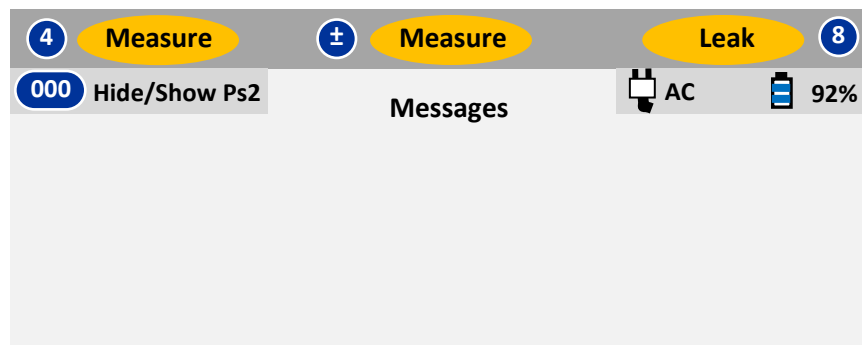 4 Measure ± Measure Leak 8
000 Hide/Show Ps2 Messages AC 92%